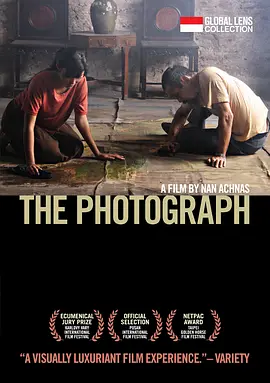 GLOBAL LENS
COLLECTION
A FILM BY NAN ACHNAS
THE PHOTOGRAPH
ECUMENICAL
JURY PRIZE
KARLOVY VARY
INTERNATIONAL
FILM FESTIVAL
OFFICIAL
SELECTION
PUSAN
INTERNATIONAL
FILM FESTIVAL
NETPAC
AWARD
TAIPEI
GOLDEN HORSE
FILM FESTIVAL
“A VISUALLY LUXURIANT FILM EXPERIENCE.”– VARIETY